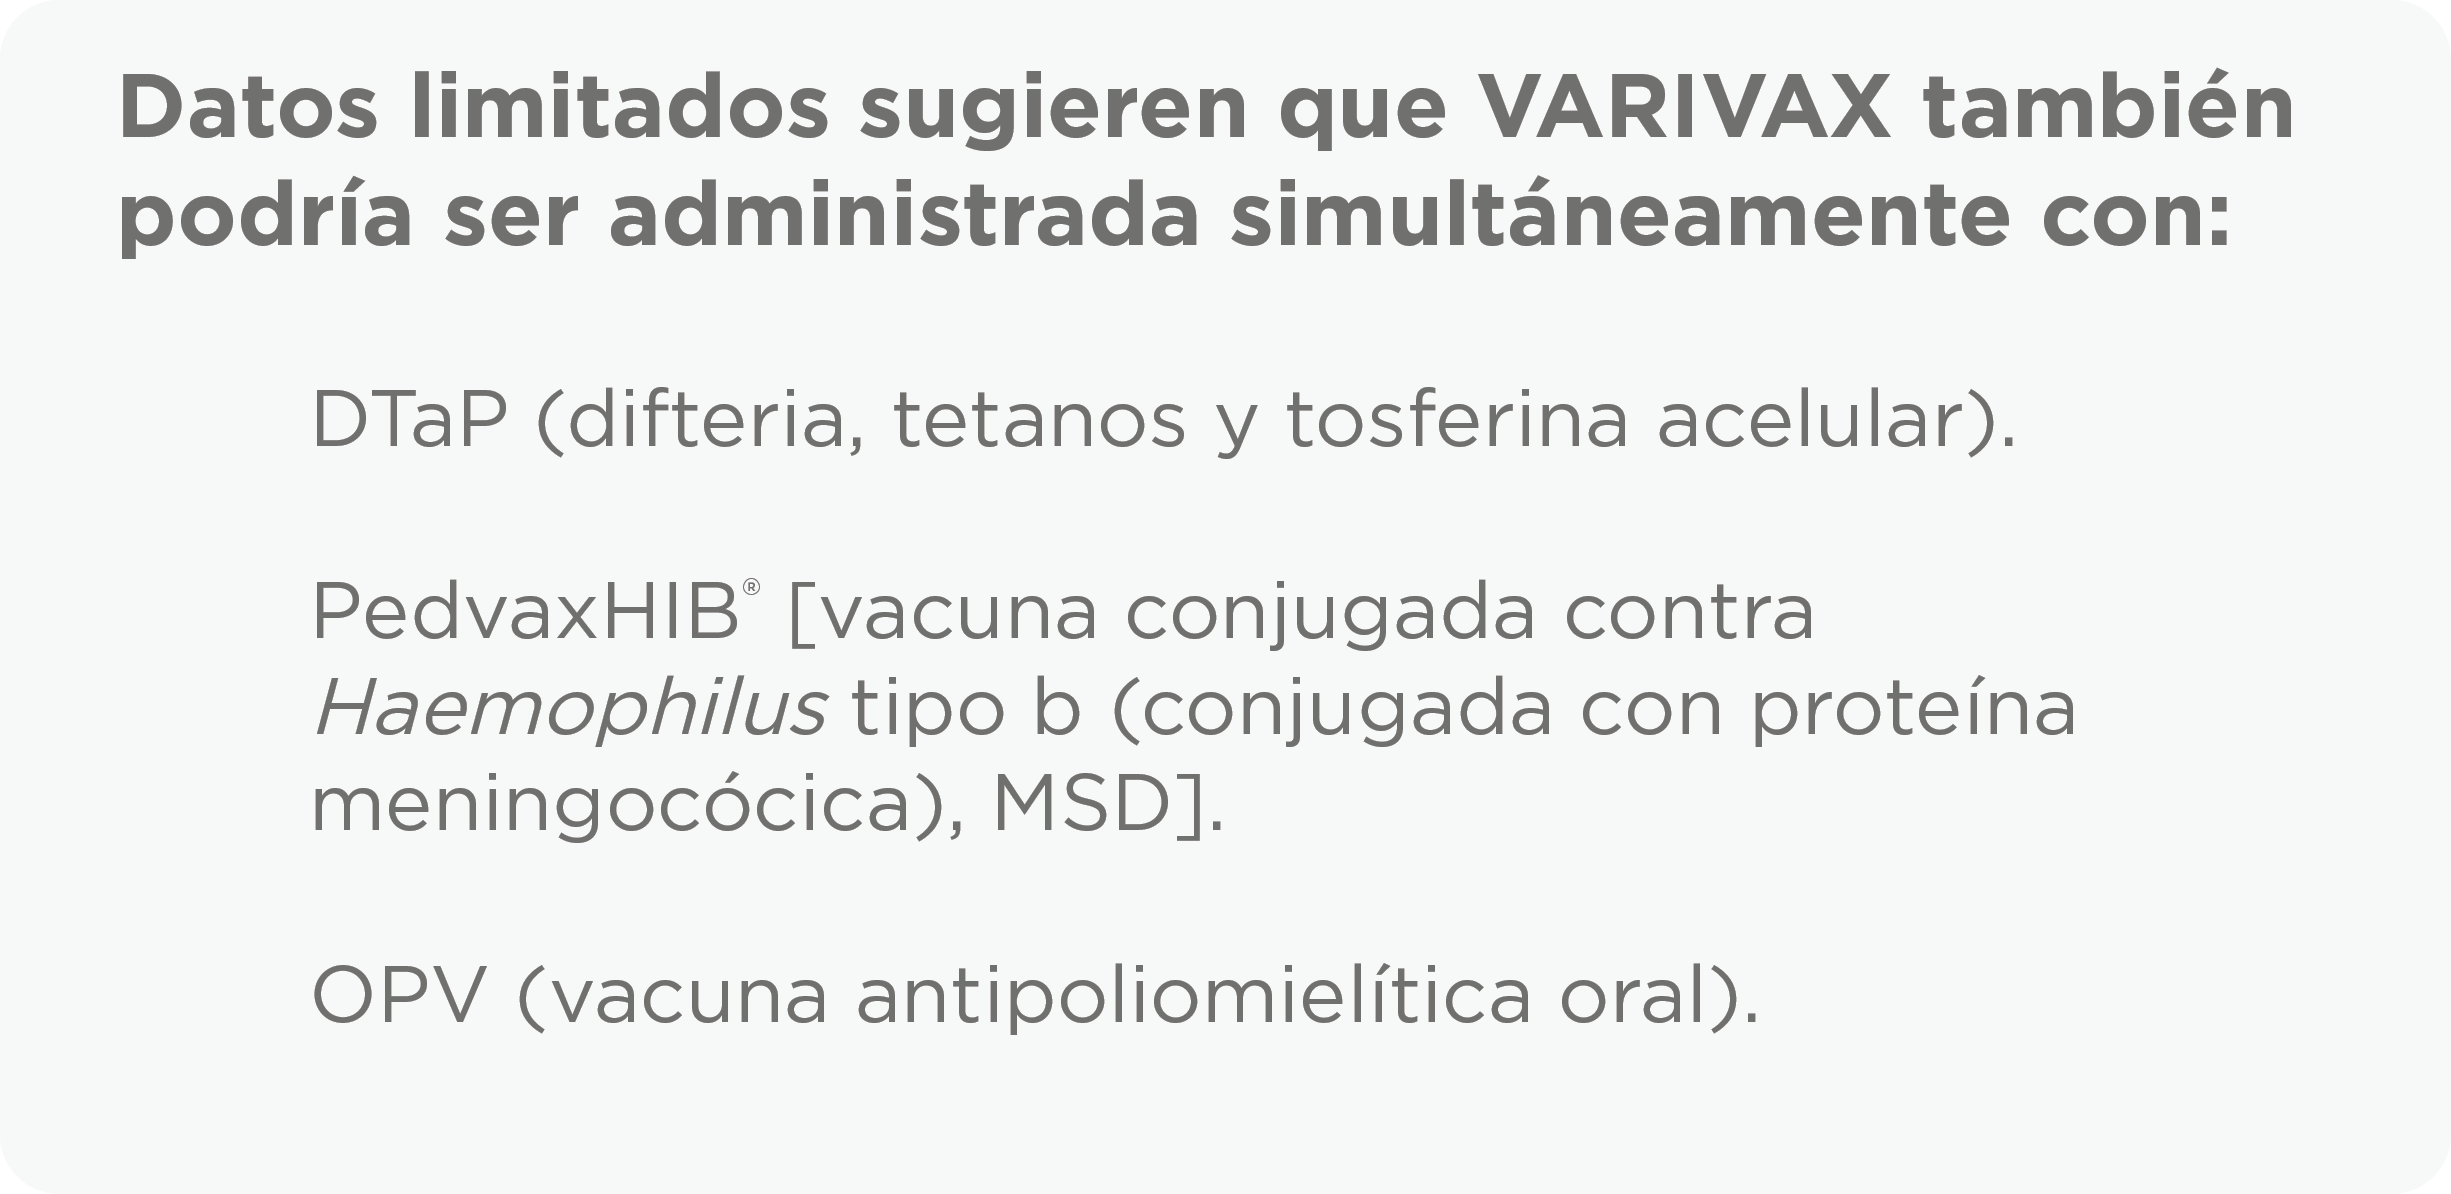 Datos limitados sugieren que VARIVAX también
podría ser administrada simultáneamente con:
DTaP (difteria, tetanos y tosferina acelular).
PedvaxHIB® [vacuna conjugada contra
Haemophilus tipo b (conjugada con proteína
meningocócica), MSD].
OPV (vacuna antipoliomielítica oral).